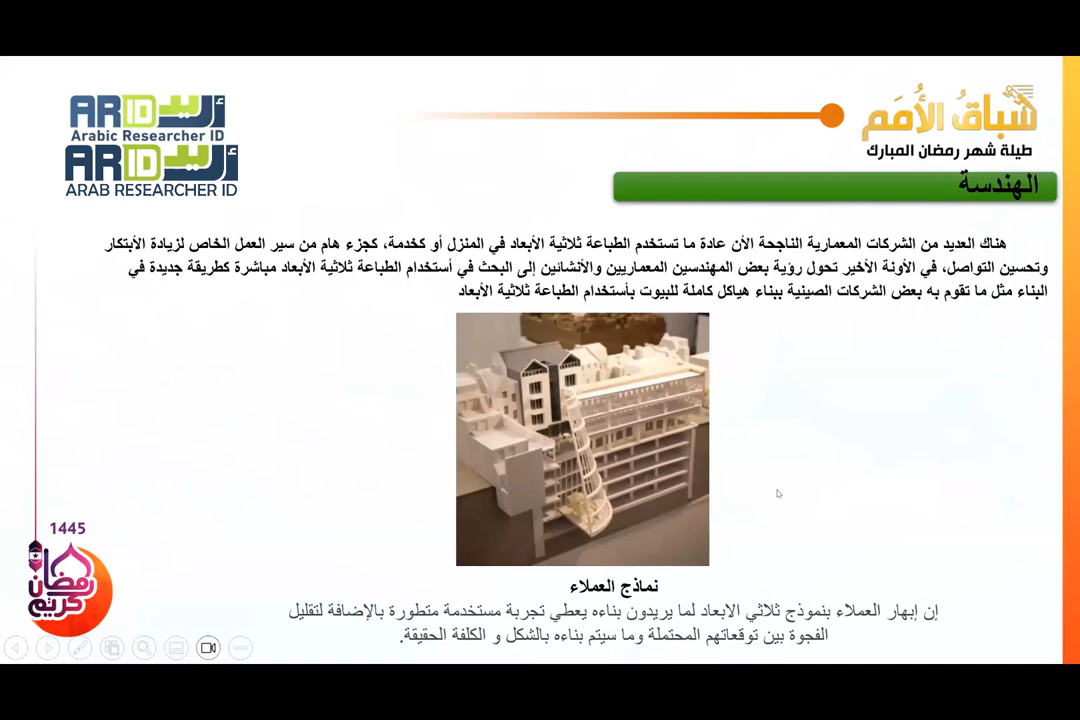 ARID أريد
Arabic Researcher ID
ARID أريد
ARAB RESEARCHER ID
سباقُ الأُمَم
طيلة شهر رمضان المبارك
الهندسة
هناك العديد من الشركات المعمارية الناجحة الأن عادة ما تستخدم الطباعة ثلاثية الأبعاد في المنزل أو كخدمة، كجزء هام من سير العمل الخاص لزيادة الأبتكار
وتحسين التواصل، في الأونة الأخير تحول رؤية بعض المهندسين المعماريين والأنشائين إلى البحث في أستخدام الطباعة ثلاثية الأبعاد مباشرة كطريقة جديدة في
البناء مثل ما تقوم به بعض الشركات الصينية ببناء هياكل كاملة للبيوت بأستخدام الطباعة ثلاثية الأبعاد
نماذج العملاء
إن إبهار العملاء بنموذج ثلاثي الابعاد لما يريدون بناءه يعطي تجربة مستخدمة متطورة بالإضافة لتقليل
الفجوة بين توقعاتهم المحتملة وما سيتم بناءه بالشكل و الكلفة الحقيقة.
1445
رمضان
كريم